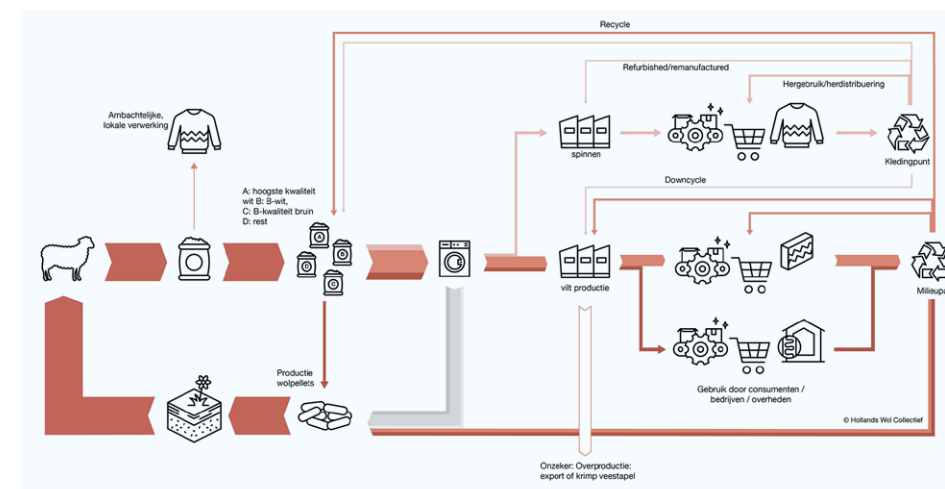 Recycle
Refurbished/remanufactured
Hergebruik/herdistribuering
Ambachtelijke,
lokale verwerking
spinnen
Kledingpunt
A: hoogste kwaliteit
wit B: B-wit,
C: B-kwaliteit bruin
D: rest
Downcycle
A
B
C
vilt productie
Milieupa
Productie
wolpellets
Gebruik door consumenten /
bedrijven / overheden
© Hollands Wol Collectief
Onzeker: Overproductie:
export of krimp veestapel